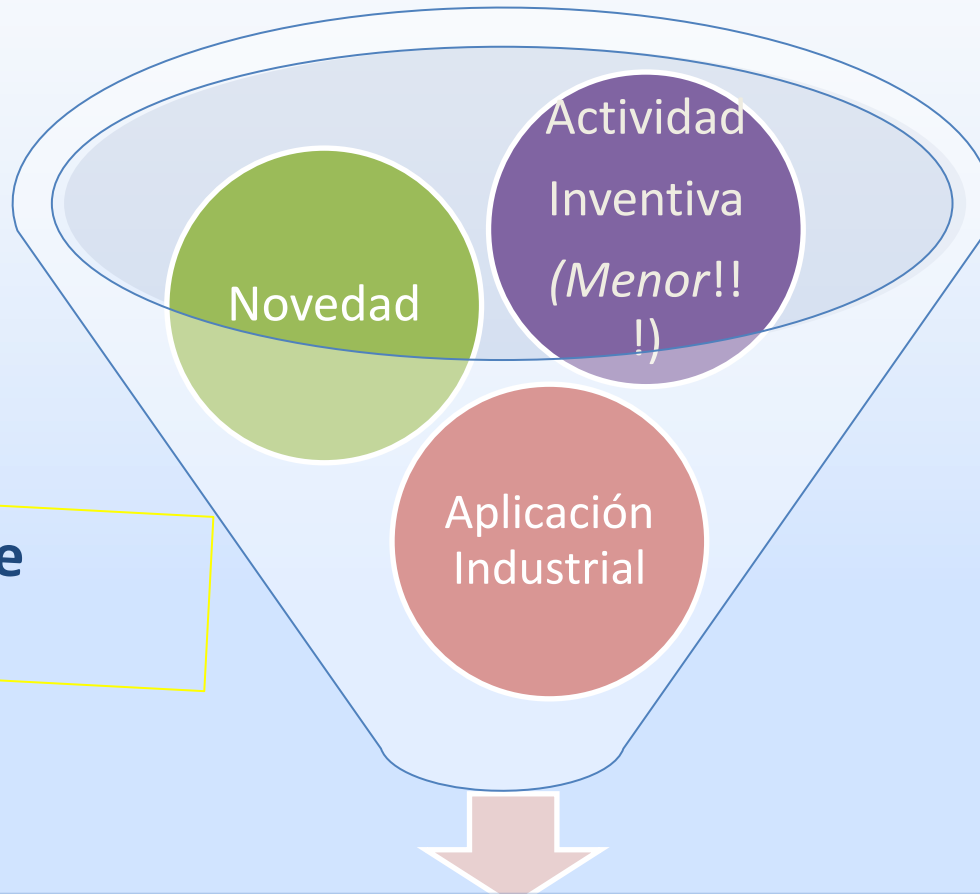 Actividad
Inventiva
(Menor!!
!)
Novedad
Aplicación
Industrial
e